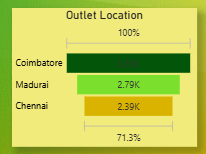 Outlet Location
100%
Coimbatore
Madurai 2.79K
Chennai 2.39K
71.3%